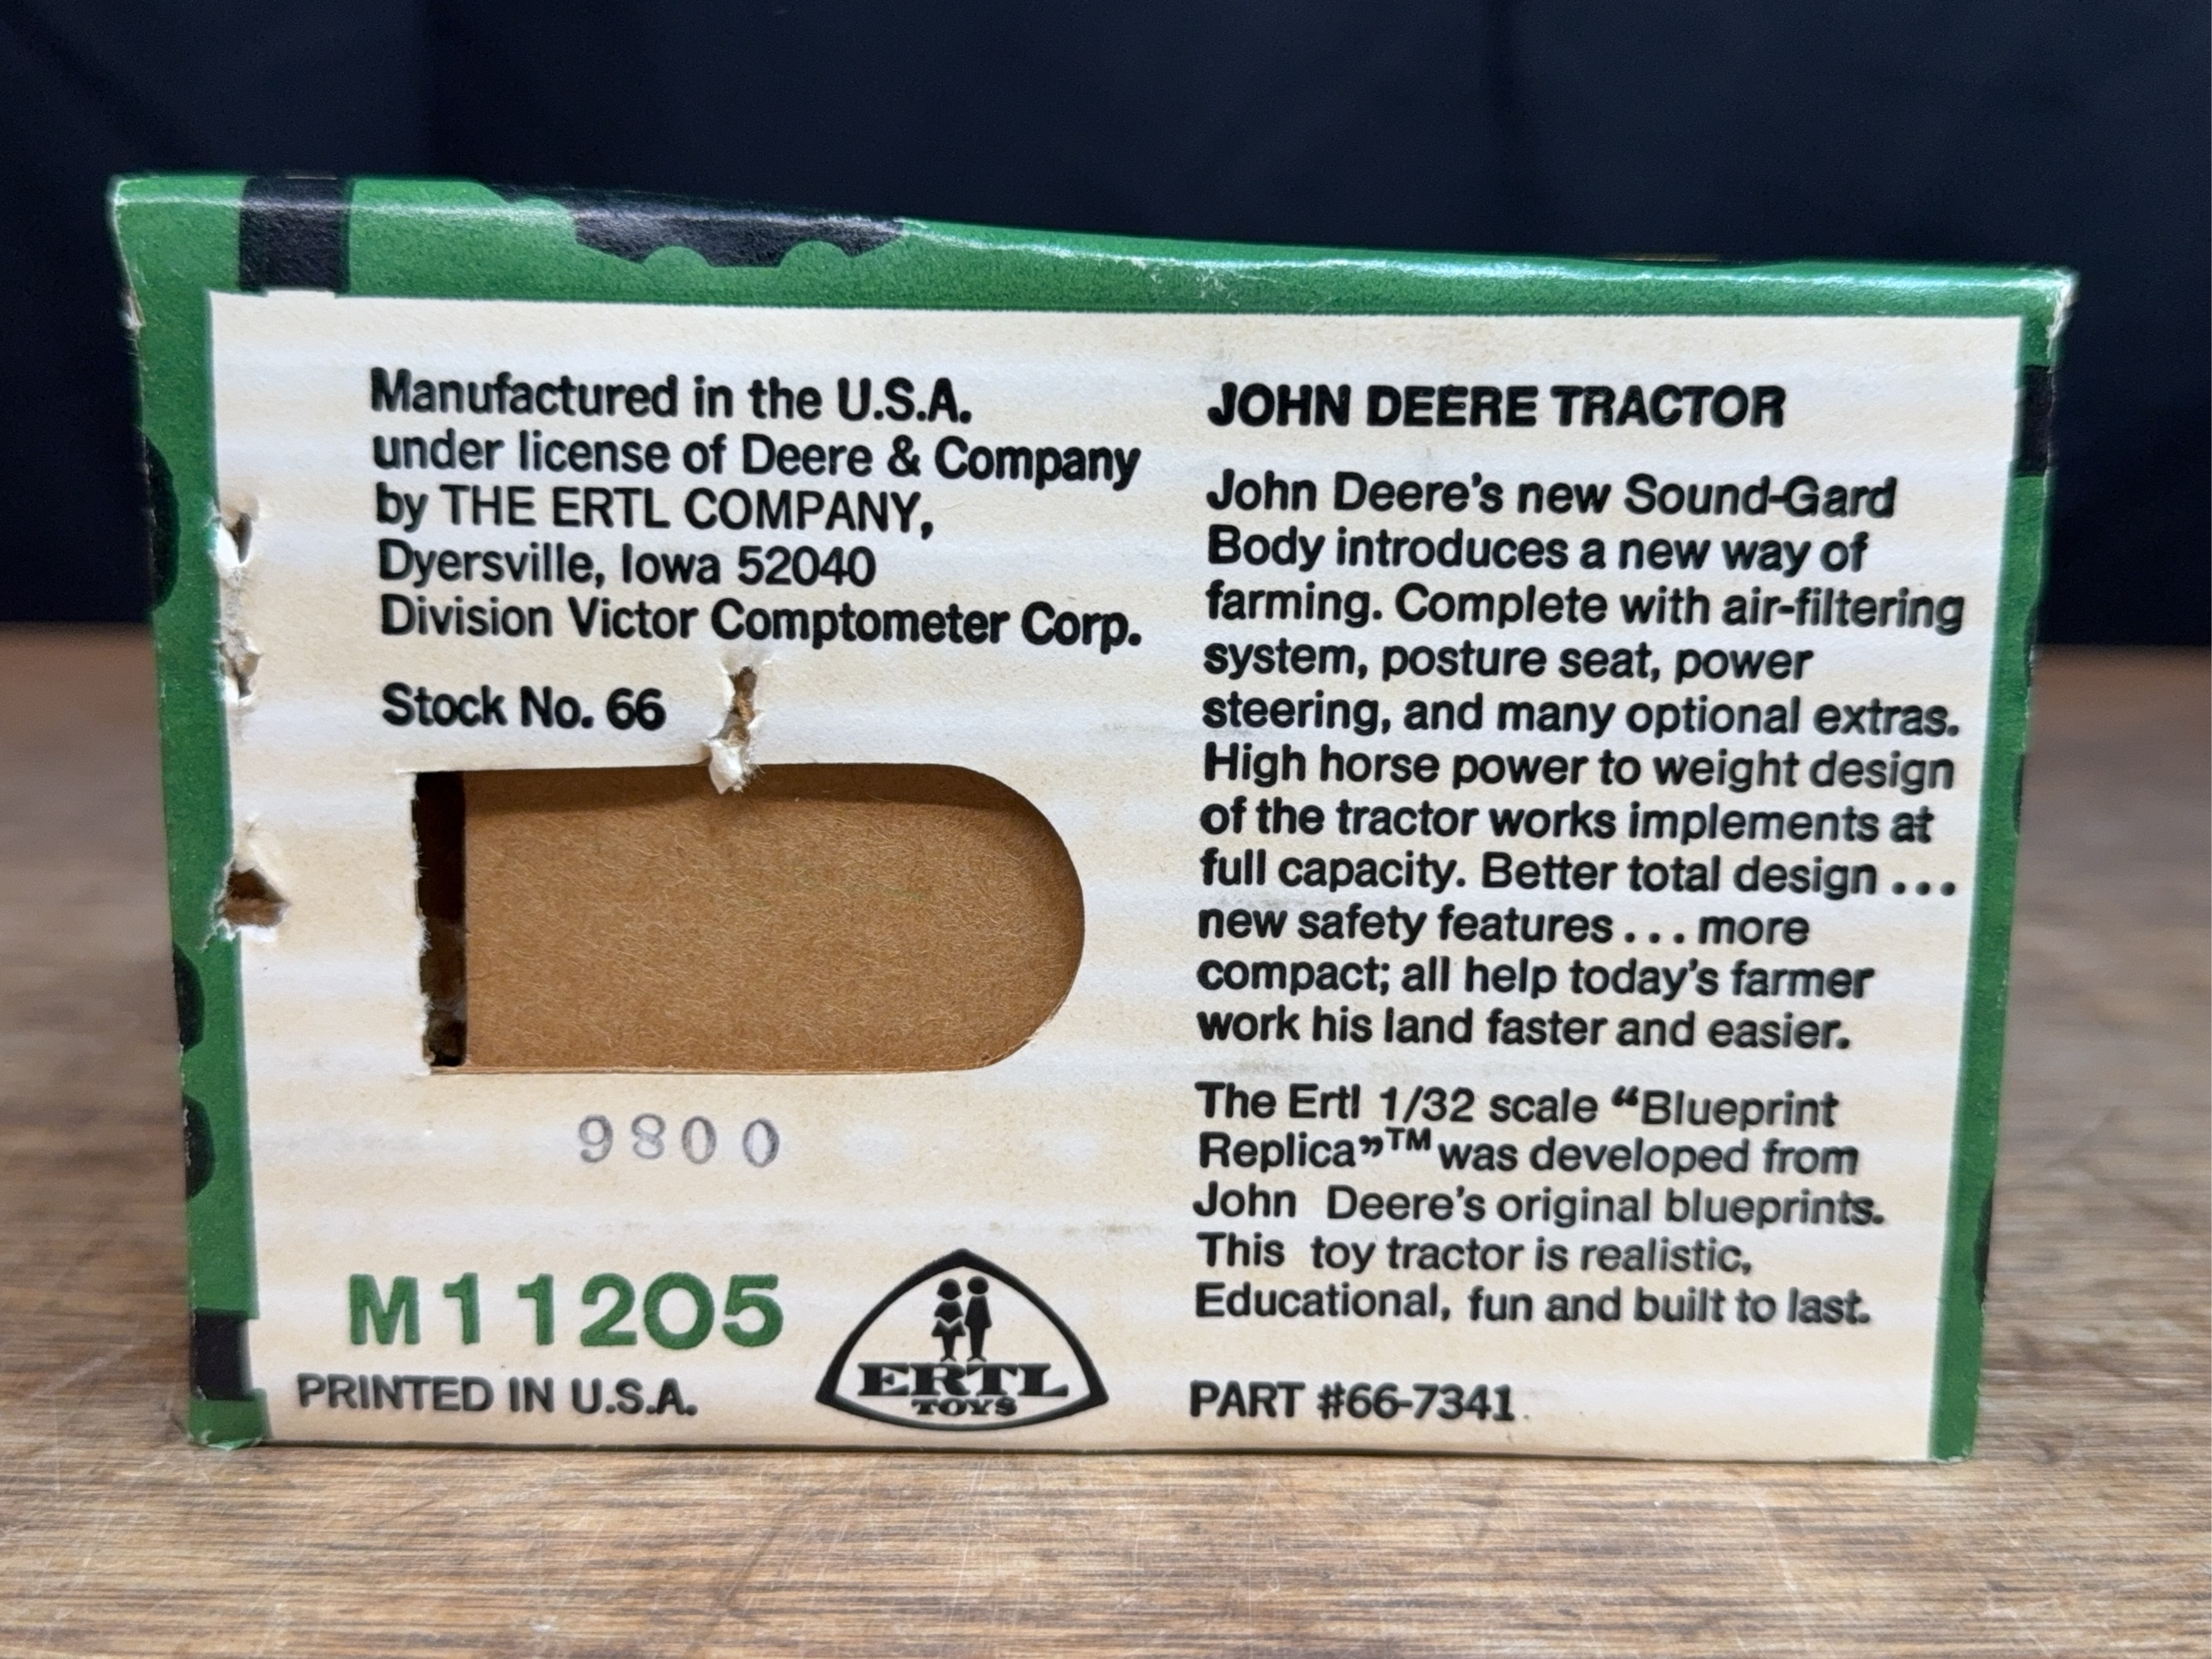 Manufactured in the U.S.A.
under license of Deere & Company
by THE ERTL COMPANY,
Dyersville, Iowa 52040
Division Victor Comptometer Corp.
Stock No. 66
9800
M11205
PRINTED IN U.S.A.
ERTL
TOYS
JOHN DEERE TRACTOR
John Deere's new Sound-Gard
Body introduces a new way of
farming. Complete with air-filtering
system, posture seat, power
steering, and many optional extras.
High horse power to weight design
of the tractor works implements at
full capacity. Better total design ...
new safety features ... more
compact; all help today's farmer
work his land faster and easier.
The Ertl 1/32 scale “Blueprint
Replica”™ was developed from
John Deere's original blueprints.
This toy tractor is realistic,
Educational, fun and built to last.
PART #66-7341